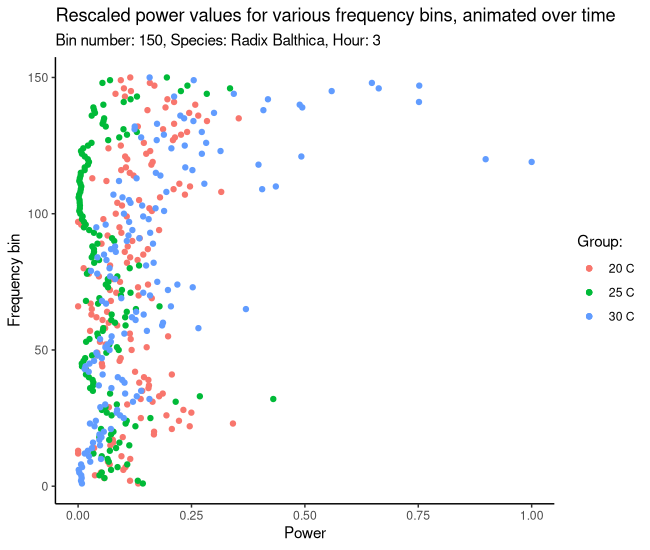 Rescaled power values for various frequency bins, animated over time
Bin number: 150, Species: Radix Balthica, Hour: 3
150
100
50
0
Frequency bin
0.00 0.25 0.50 0.75 1.00
Power
Group:
20 C
25 C
30 C